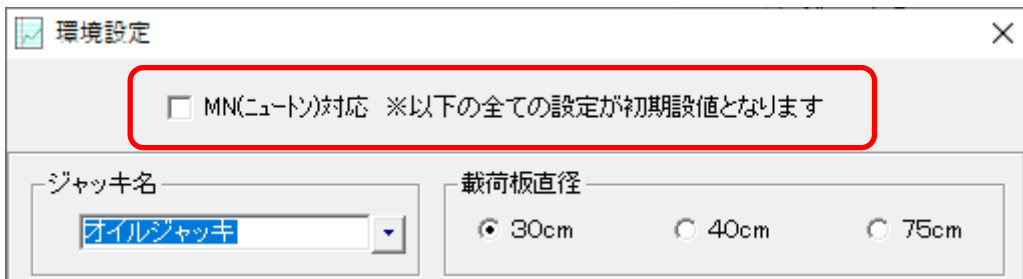 環境設定
MN(ニュートン)対応 ※以下の全ての設定が初期設値となります
ジャッキ名
載荷板直径
オイルジャッキ
30cm
40cm
75cm